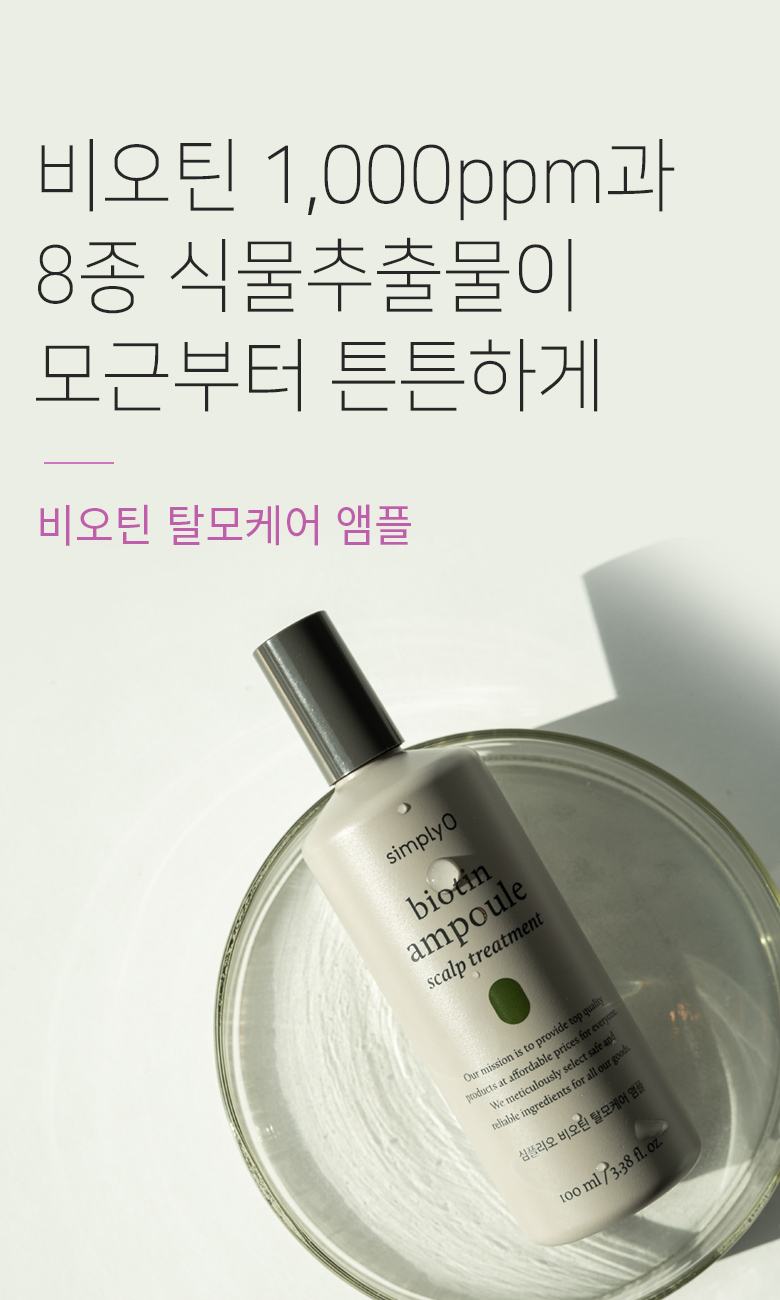 비오틴 1,000ppm과
8종 식물추출물이
모근부터 튼튼하게
비오틴 탈모케어 앰플
simplyO
biotin
ampoule
scalp treatment
Our mission is to provide top quality
products at affordable prices for everyone.
We meticulously select safe and
reliable ingredients for all our goods.
심플리오 비오틴 탈모케어 앰플
100 ml / 3.38 fl. oz.